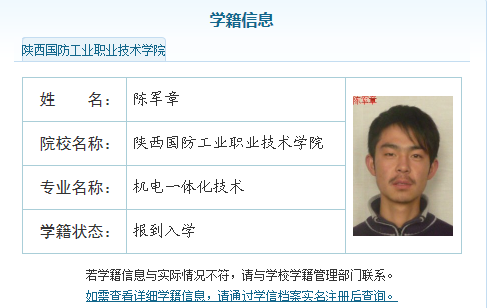 学籍信息
陕西国防工业职业技术学院
姓 名： 陈军章
陈军章
院校名称： 陕西国防工业职业技术学院
专业名称： 机电一体化技术
学籍状态： 报到入学
若学籍信息与实际情况不符，请与学校学籍管理部门联系。
如需查看详细学籍信息，请通过学信档案实名注册后查询。